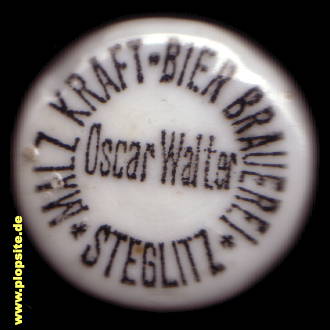 * MALZ KRAFT-BIER BRAUEREI *
Oscar Walter
STEGLITZ
www.plopsite.de